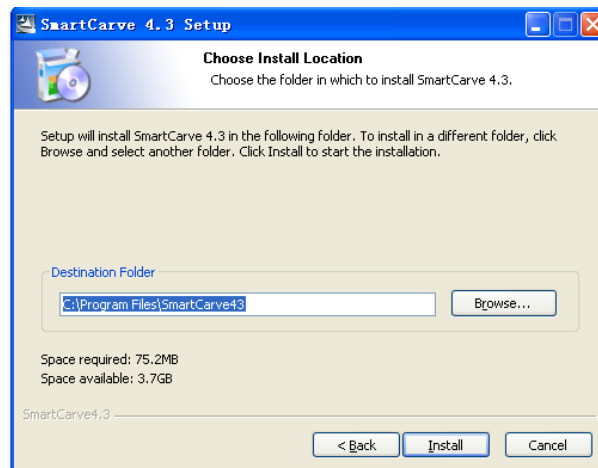 SmartCarve 4.3 Setup
Choose Install Location
Choose the folder in which to install SmartCarve 4.3.
Setup will install SmartCarve 4.3 in the following folder. To install in a different folder, click
Browse and select another folder. Click Install to start the installation.
Destination Folder
C:\Program Files\SmartCarve43
Browse...
Space required: 75.2MB
Space available: 3.7GB
SmartCarve4.3
< Back
Install
Cancel